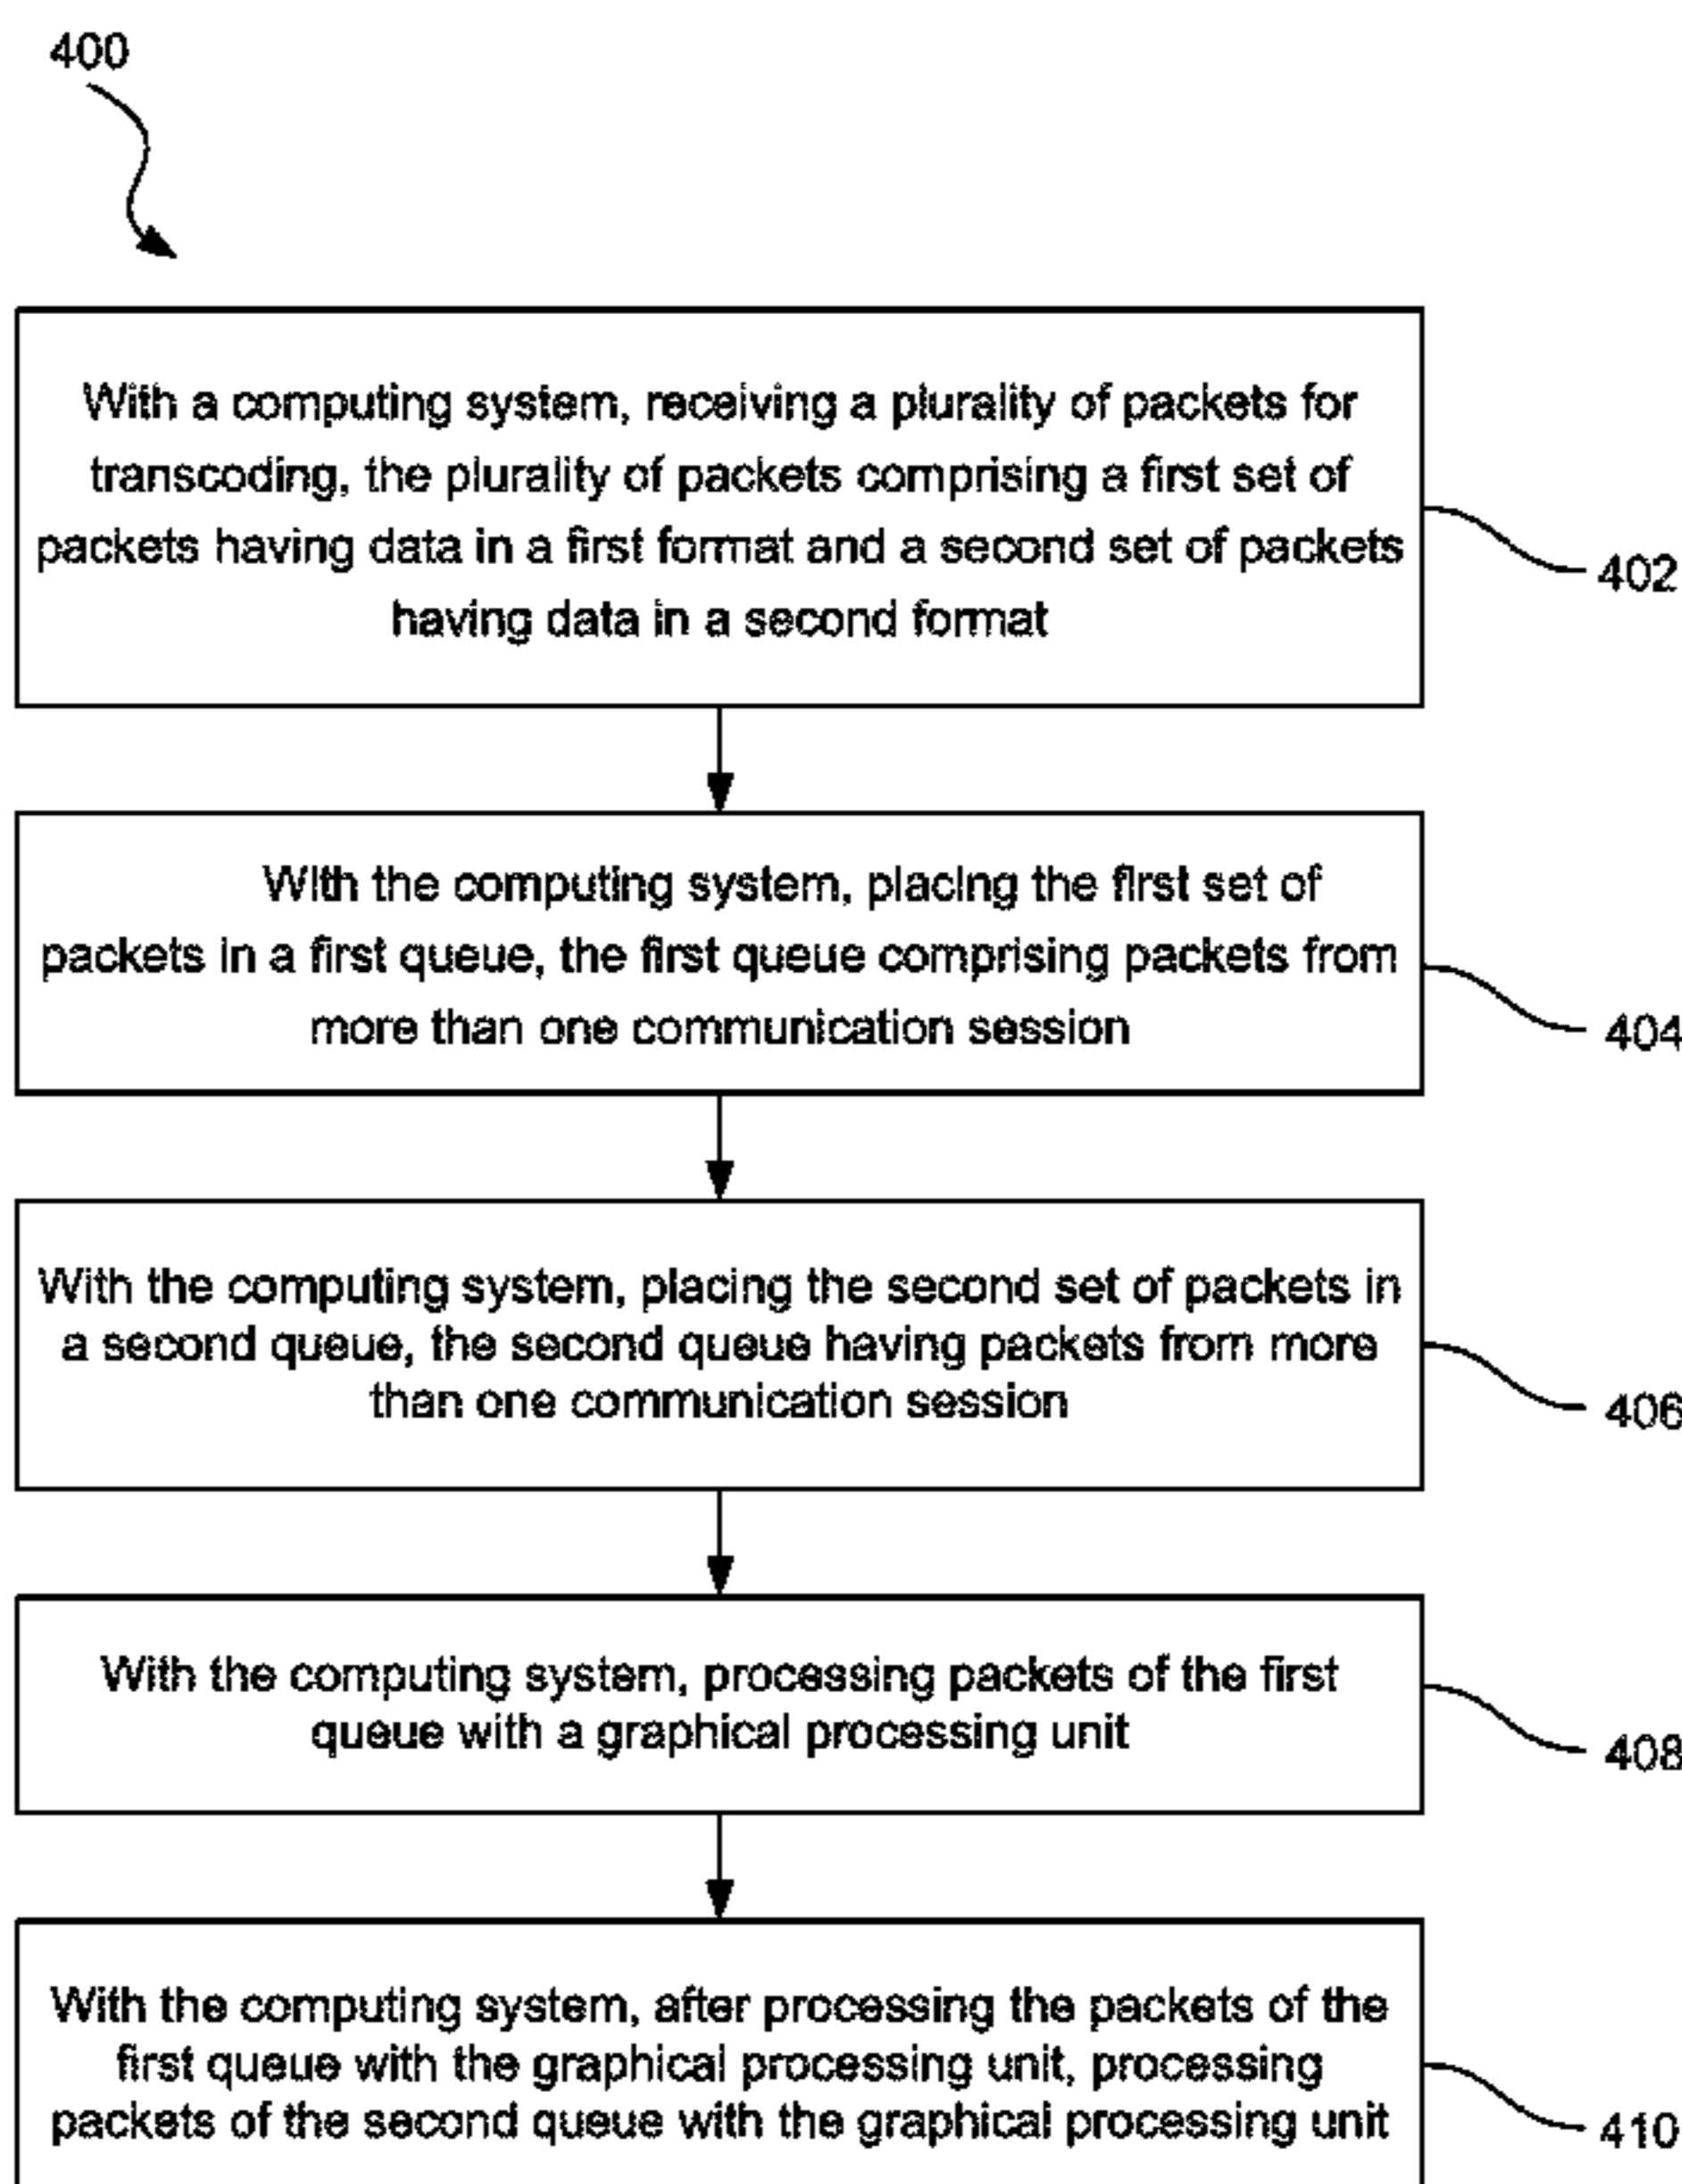 400
With a computing system, receiving a plurality of packets for
transcoding, the plurality of packets comprising a first set of
packets having data in a first format and a second set of packets
having data in a second format
402
With the computing system, placing the first set of
packets in a first queue, the first queue comprising packets from
more than one communication session
404
With the computing system, placing the second set of packets in
a second queue, the second queue having packets from more
than one communication session
406
With the computing system, processing packets of the first
queue with a graphical processing unit
408
With the computing system, after processing the packets of the
first queue with the graphical processing unit, processing
packets of the second queue with the graphical processing unit
410